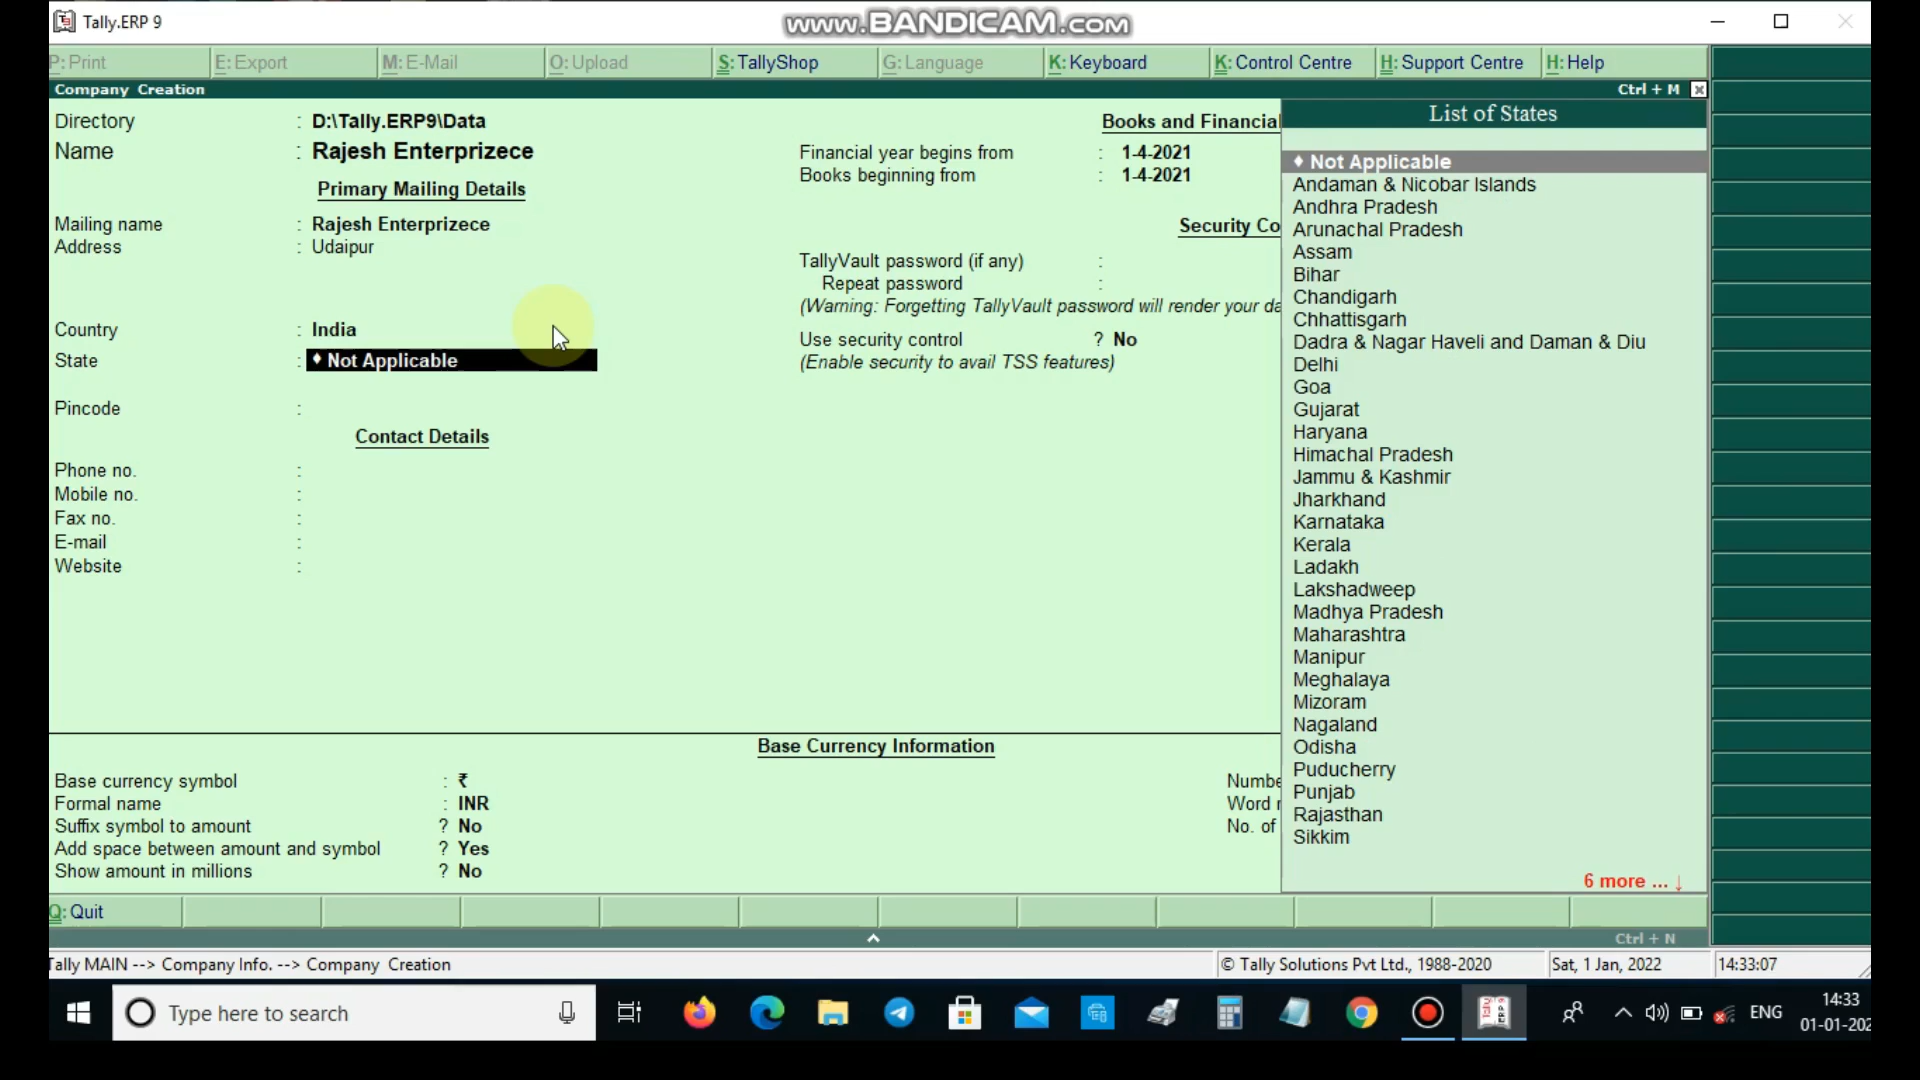 Tally.ERP 9
www.BANDICAM.com
P: Print E: Export M: E-Mail O: Upload S: TallyShop G: Language K: Keyboard K: Control Centre H: Support Centre H: Help
Company Creation Ctrl + M x
Directory : D:\Tally.ERP9\Data
Name : Rajesh Enterprizece
Primary Mailing Details
Mailing name : Rajesh Enterprizece
Address : Udaipur
Country : India
State : ♦ Not Applicable
Pincode :
Contact Details
Phone no. :
Mobile no. :
Fax no. :
E-mail :
Website :
Books and Financial
Financial year begins from : 1-4-2021
Books beginning from : 1-4-2021
Security Co
TallyVault password (if any) :
Repeat password :
(Warning: Forgetting TallyVault password will render your da
Use security control ? No
(Enable security to avail TSS features)
List of States
♦ Not Applicable
Andaman & Nicobar Islands
Andhra Pradesh
Arunachal Pradesh
Assam
Bihar
Chandigarh
Chhattisgarh
Dadra & Nagar Haveli and Daman & Diu
Delhi
Goa
Gujarat
Haryana
Himachal Pradesh
Jammu & Kashmir
Jharkhand
Karnataka
Kerala
Ladakh
Lakshadweep
Madhya Pradesh
Maharashtra
Manipur
Meghalaya
Mizoram
Nagaland
Odisha
Puducherry
Punjab
Rajasthan
Sikkim
6 more ... ↓
Base Currency Information
Base currency symbol : ₹
Formal name : INR
Suffix symbol to amount ? No
Add space between amount and symbol ? Yes
Show amount in millions ? No
Numbe
Word r
No. of
Q: Quit
Ctrl + N
Tally MAIN --> Company Info. --> Company Creation
© Tally Solutions Pvt Ltd., 1988-2020 Sat, 1 Jan, 2022 14:33:07
Type here to search
ENG
14:33
01-01-202